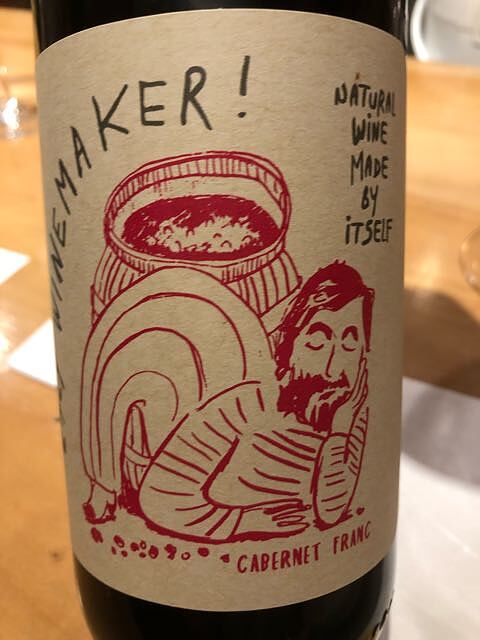 WINEMAKER!
NATURAL
WINE
MADE
BY
iTSELF
CABERNET FRANC